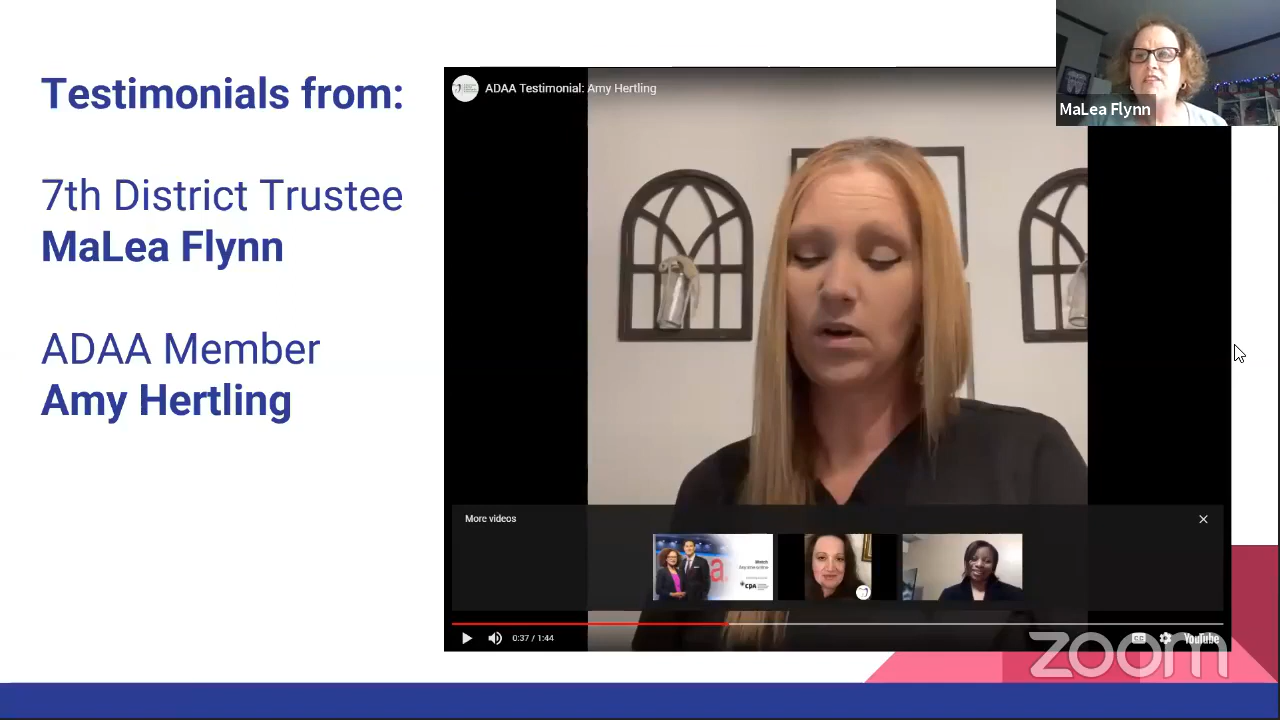 Testimonials from:
7th District Trustee
MaLea Flynn
ADAA Member
Amy Hertling
ADAA Testimonial: Amy Hertling
MaLea Flynn
More videos
a.
CPA
0:37 / 1:44
YouTube
zoom